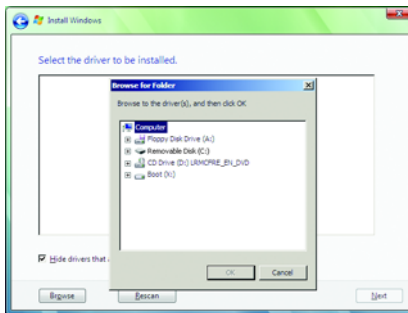 Install Windows
Select the driver to be installed.
Browse for Folder
Browse to the driver(s), and then click OK
Computer
Floppy Disk Drive (A:)
Removable Disk (C:)
CD Drive (D:) LRMCFRE_EN_DVD
Boot (X:)
Hide drivers that
OK
Cancel
Browse
Rescan
Next